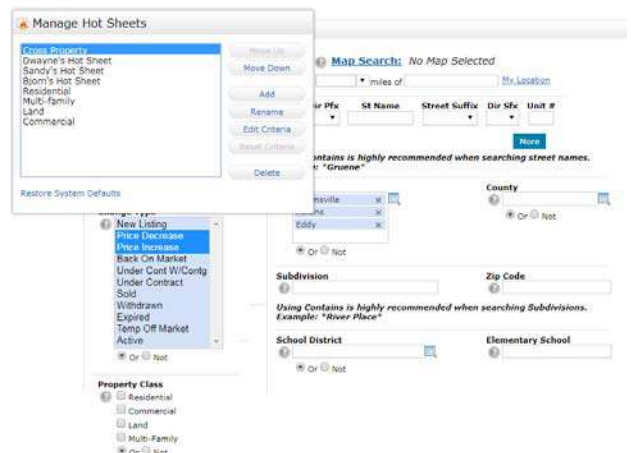 Manage Hot Sheets
Cross Property
Dwayne's Hot Sheet
Sandy's Hot Sheet
Bjorn's Hot Sheet
Residential
Multi-family
Land
Commercial
Move Up
Move Down
Add
Rename
Edit Criteria
Reset Criteria
Delete
Restore System Defaults
Map Search: No Map Selected
miles of
My Location
Dir Pfx St Name Street Suffix Dir Sfx Unit #
More
is highly recommended when searching street names.
"Gruene"
County
Eddy
Or Not
Or Not
Type
New Listing
Price Decrease
Price Increase
Back On Market
Under Cont W/Contg
Under Contract
Sold
Withdrawn
Expired
Temp Off Market
Active
Or Not
Subdivision
Zip Code
Using Contains is highly recommended when searching Subdivisions.
Example: "River Place"
School District
Elementary School
Or Not
Property Class
Residential
Commercial
Land
Multi-Family
Or Not